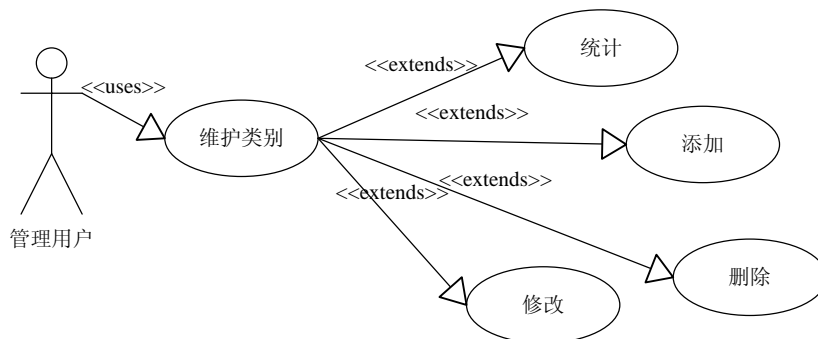 统计
<<extends>>
<<uses>>
<<extends>>
维护类别
添加
<<extends>>
<<extends>>
管理用户
删除
修改